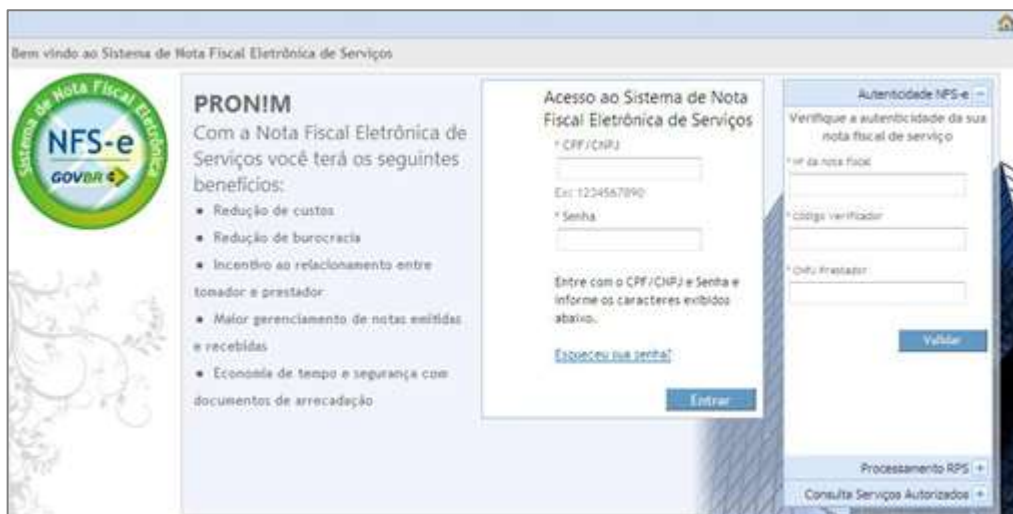 Bem vindo ao Sistema de Nota Fiscal Eletrônica de Serviços
Sistema de Nota Fiscal Eletrônica
NFS-e
GOVBR
PRONIM
Com a Nota Fiscal Eletrônica de
Serviços você terá os seguintes
benefícios:
• Redução de custos
• Redução de burocracia
• Incentivo ao relacionamento entre
tomador e prestador
• Maior gerenciamento de notas emitidas
e recebidas
• Economia de tempo e segurança com
documentos de arrecadação
Acesso ao Sistema de Nota
Fiscal Eletrônica de Serviços
* CPF/CNPJ
Ex: 1234567890
* Senha
Entre com o CPF/CNPJ e Senha e
informe os caracteres exibidos
abaixo.
Esqueceu sua senha?
Entrar
Autenticidade NFS-e −
Verifique a autenticidade da sua
nota fiscal de serviço
* Nº da nota fiscal
* Código Verificador
* CNPJ Prestador
Validar
Processamento RPS +
Consulta Serviços Autorizados +